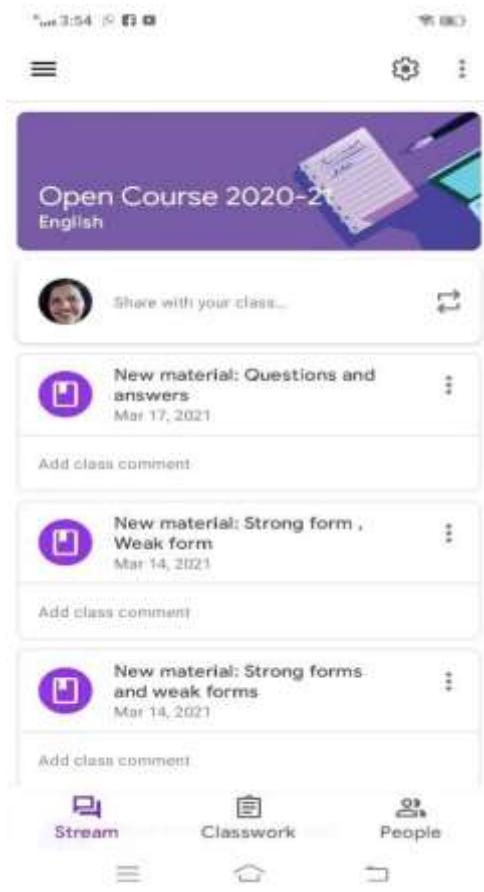 3:54
Open Course 2020-21
English
Share with your class...
New material: Questions and
answers
Mar 17, 2021
Add class comment
New material: Strong form ,
Weak form
Mar 14, 2021
Add class comment
New material: Strong forms
and weak forms
Mar 14, 2021
Add class comment
Stream
Classwork
People